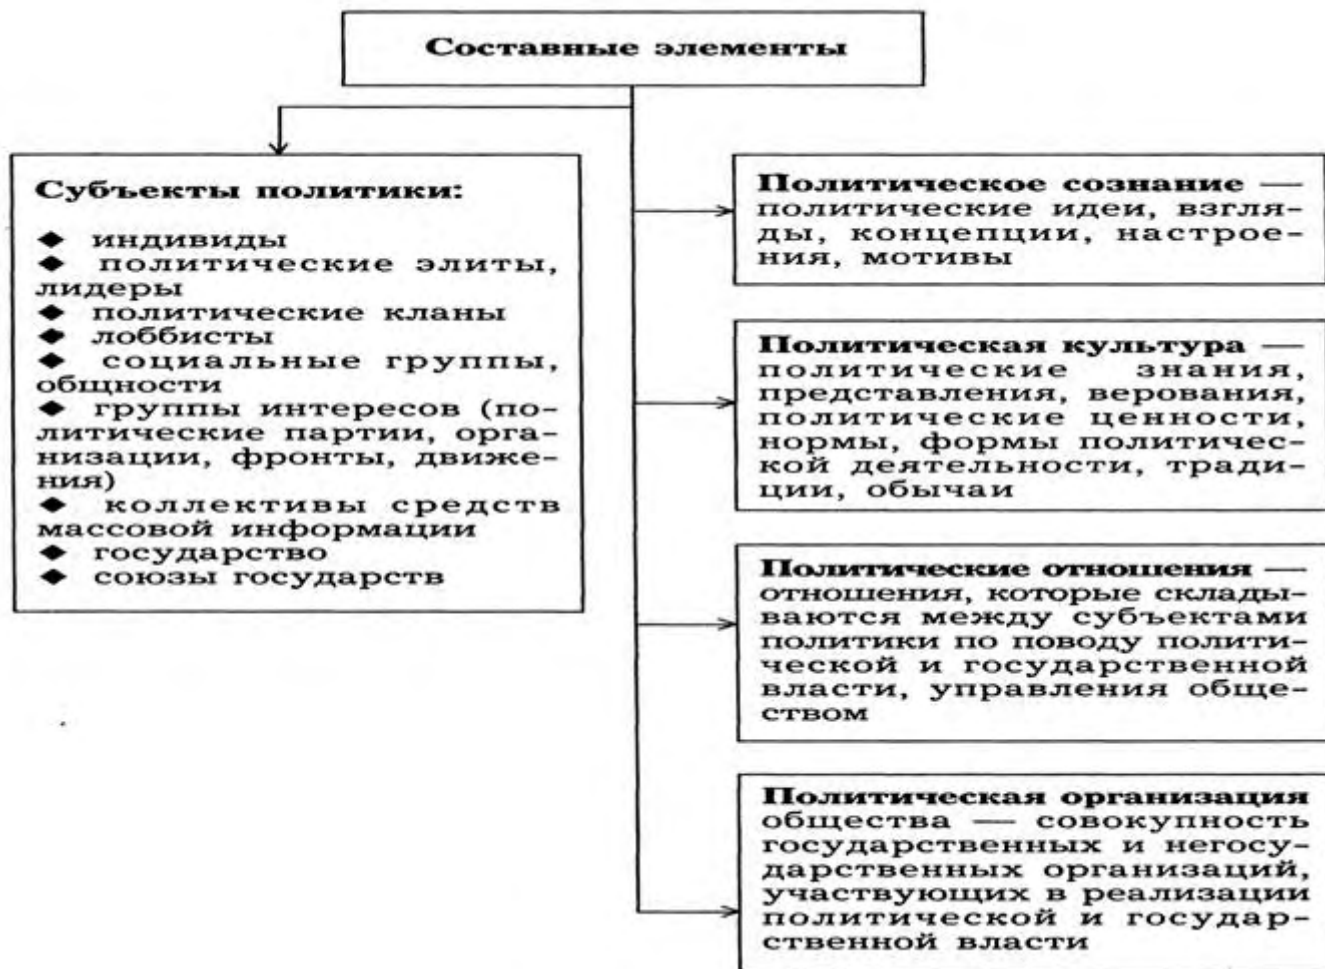 Составные элементы
Субъекты политики:
◆ индивиды
◆ политические элиты,
лидеры
◆ политические кланы
◆ лоббисты
◆ социальные группы,
общности
◆ группы интересов (по-
литические партии, орга-
низации, фронты, движе-
ния)
◆ коллективы средств
массовой информации
◆ государство
◆ союзы государств
Политическое сознание —
политические идеи, взгля-
ды, концепции, настрое-
ния, мотивы
Политическая культура —
политические знания,
представления, верования,
политические ценности,
нормы, формы политичес-
кой деятельности, тради-
ции, обычаи
Политические отношения —
отношения, которые склады-
ваются между субъектами
политики по поводу полити-
ческой и государственной
власти, управления обще-
ством
Политическая организация
общества — совокупность
государственных и негосу-
дарственных организаций,
участвующих в реализации
политической и государ-
ственной власти